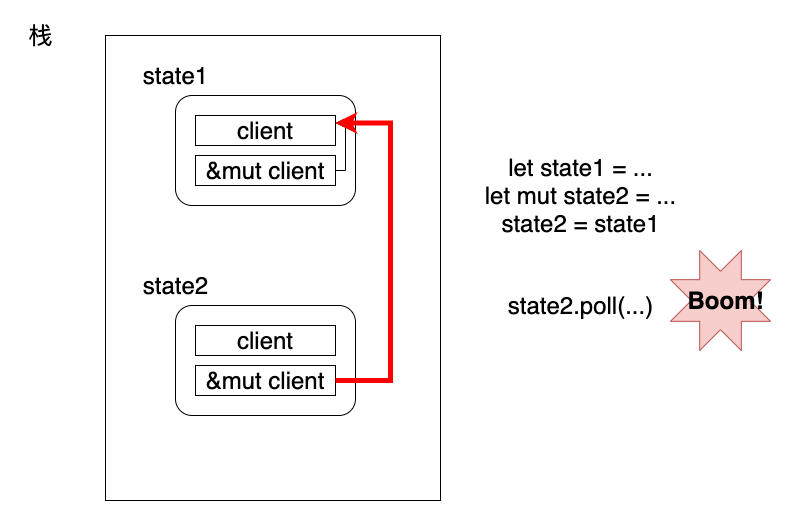 栈
state1
client
&mut client
state2
client
&mut client
let state1 = ...
let mut state2 = ...
state2 = state1
state2.poll(...)
Boom!